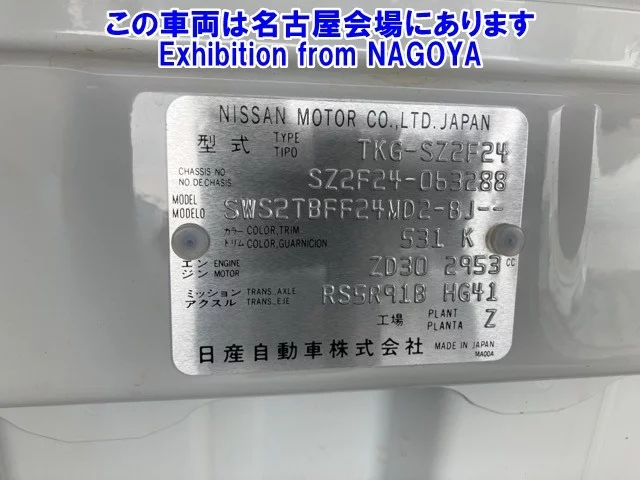 この車両は名古屋会場にあります
Exhibition from NAGOYA
NISSAN MOTOR CO.,LTD. JAPAN
型式 TYPE TIPO TKG-SZ2F24
CHASSIS NO NO DE CHASIS SZ2F24-063288
MODEL MODELO SWS2TBFF24MD2-BJ--
カラー トリム COLOR,TRIM COLOR,GUARNICION 531 K
エンジン ENGINE MOTOR ZD30 2953 cc
ミッション アクスル TRANS.,AXLE TRANS.,EJE RS5R91B HG41
工場 PLANT PLANTA Z
日産自動車株式会社 MADE IN JAPAN
MA00A